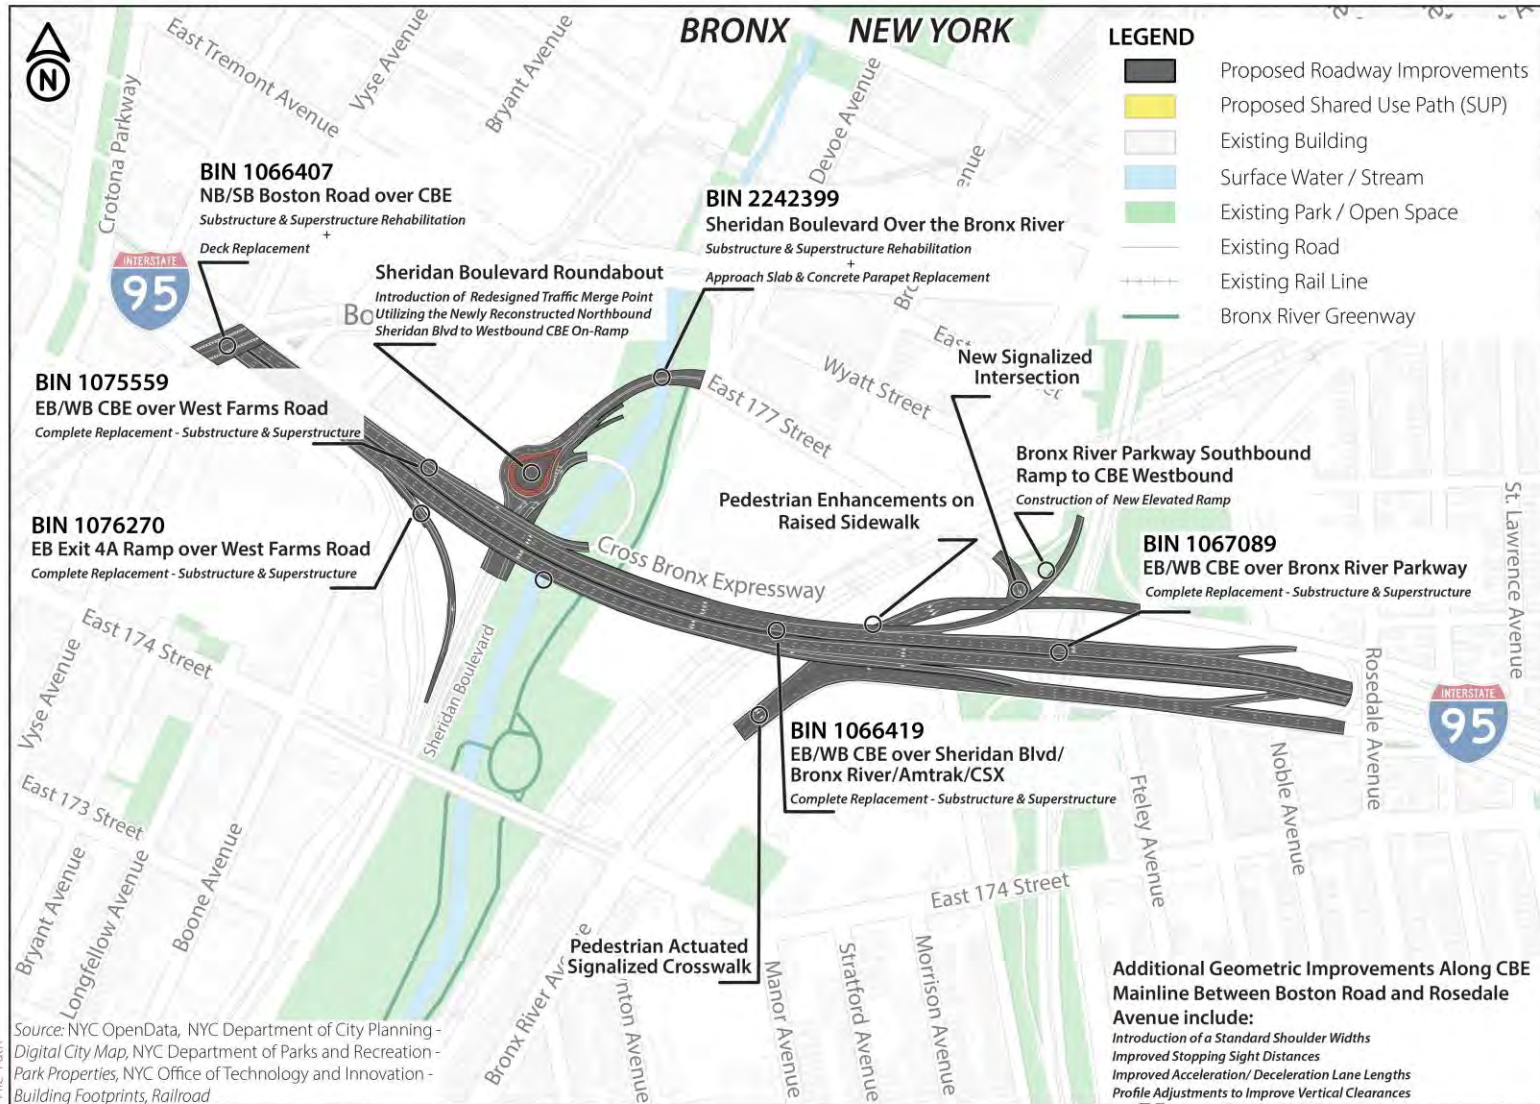 BRONX NEW YORK
N
LEGEND
Proposed Roadway Improvements
Proposed Shared Use Path (SUP)
Existing Building
Surface Water / Stream
Existing Park / Open Space
Existing Road
Existing Rail Line
Bronx River Greenway
East Tremont Avenue
Vyse Avenue
Bryant Avenue
Crotona Parkway
Devoe Avenue
BIN 1066407
NB/SB Boston Road over CBE
Substructure & Superstructure Rehabilitation
+
Deck Replacement
INTERSTATE
95
BIN 2242399
Sheridan Boulevard Over the Bronx River
Substructure & Superstructure Rehabilitation
+
Approach Slab & Concrete Parapet Replacement
Sheridan Boulevard Roundabout
Introduction of Redesigned Traffic Merge Point
Utilizing the Newly Reconstructed Northbound
Sheridan Blvd to Westbound CBE On-Ramp
BIN 1075559
EB/WB CBE over West Farms Road
Complete Replacement - Substructure & Superstructure
BIN 1076270
EB Exit 4A Ramp over West Farms Road
Complete Replacement - Substructure & Superstructure
New Signalized
Intersection
Wyatt Street
East 177 Street
Bronx River Parkway Southbound
Ramp to CBE Westbound
Construction of New Elevated Ramp
Pedestrian Enhancements on
Raised Sidewalk
Cross Bronx Expressway
BIN 1067089
EB/WB CBE over Bronx River Parkway
Complete Replacement - Substructure & Superstructure
St. Lawrence Avenue
Rosedale Avenue
INTERSTATE
95
BIN 1066419
EB/WB CBE over Sheridan Blvd/
Bronx River/Amtrak/CSX
Complete Replacement - Substructure & Superstructure
East 174 Street
Vyse Avenue
Sheridan Boulevard
East 173 Street
Bryant Avenue
Longfellow Avenue
Boone Avenue
Noble Avenue
Fteley Avenue
East 174 Street
Pedestrian Actuated
Signalized Crosswalk
Bronx River Avenue
Manor Avenue
Stratford Avenue
Morrison Avenue
Additional Geometric Improvements Along CBE
Mainline Between Boston Road and Rosedale
Avenue include:
Introduction of a Standard Shoulder Widths
Improved Stopping Sight Distances
Improved Acceleration/ Deceleration Lane Lengths
Profile Adjustments to Improve Vertical Clearances
Source: NYC OpenData, NYC Department of City Planning -
Digital City Map, NYC Department of Parks and Recreation -
Park Properties, NYC Office of Technology and Innovation -
Building Footprints, Railroad